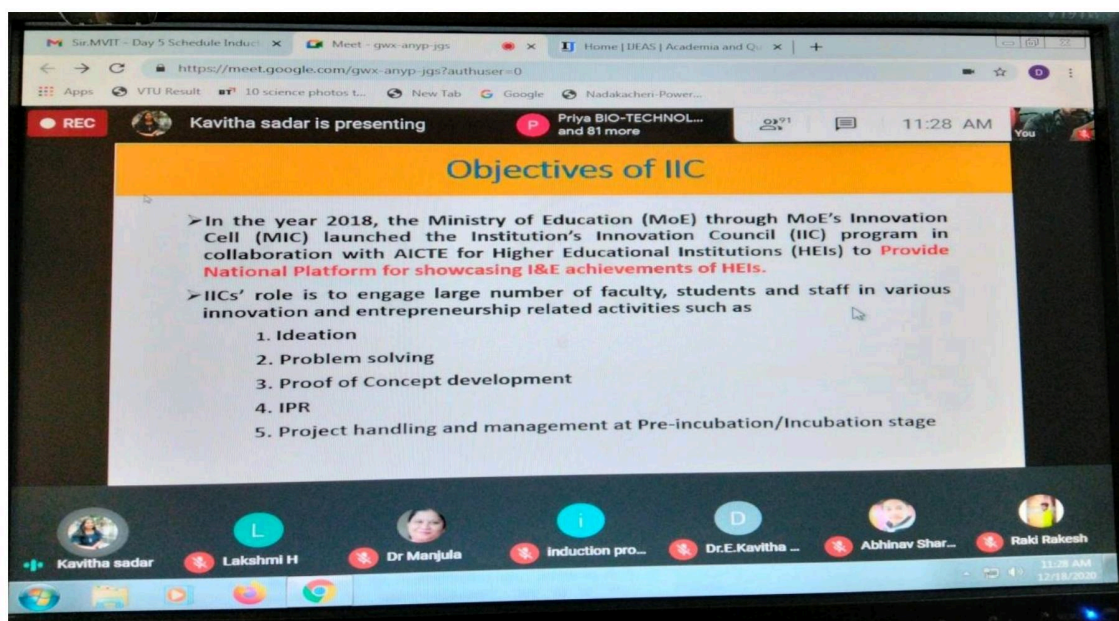 Sir.MVIT - Day 5 Schedule Induct
Meet - gwx-anyp-jgs
Home | IJEAS | Academia and Qu
https://meet.google.com/gwx-anyp-jgs?authuser=0
D
Apps
VTU Result
10 science photos t...
New Tab
Google
Nadakacheri-Power...
REC
Kavitha sadar is presenting
P
Priya BIO-TECHNOL...
and 81 more
91
11:28 AM
You
Objectives of IIC
➢In the year 2018, the Ministry of Education (MoE) through MoE's Innovation
Cell (MIC) launched the Institution's Innovation Council (IIC) program in
collaboration with AICTE for Higher Educational Institutions (HEIs) to Provide
National Platform for showcasing I&E achievements of HEIs.
➢IICs' role is to engage large number of faculty, students and staff in various
innovation and entrepreneurship related activities such as
1. Ideation
2. Problem solving
3. Proof of Concept development
4. IPR
5. Project handling and management at Pre-incubation/Incubation stage
L
i
D
Kavitha sadar
Lakshmi H
Dr Manjula
induction pro...
Dr.E.Kavitha ...
Abhinav Shar...
Raki Rakesh
11:28 AM
12/18/2020